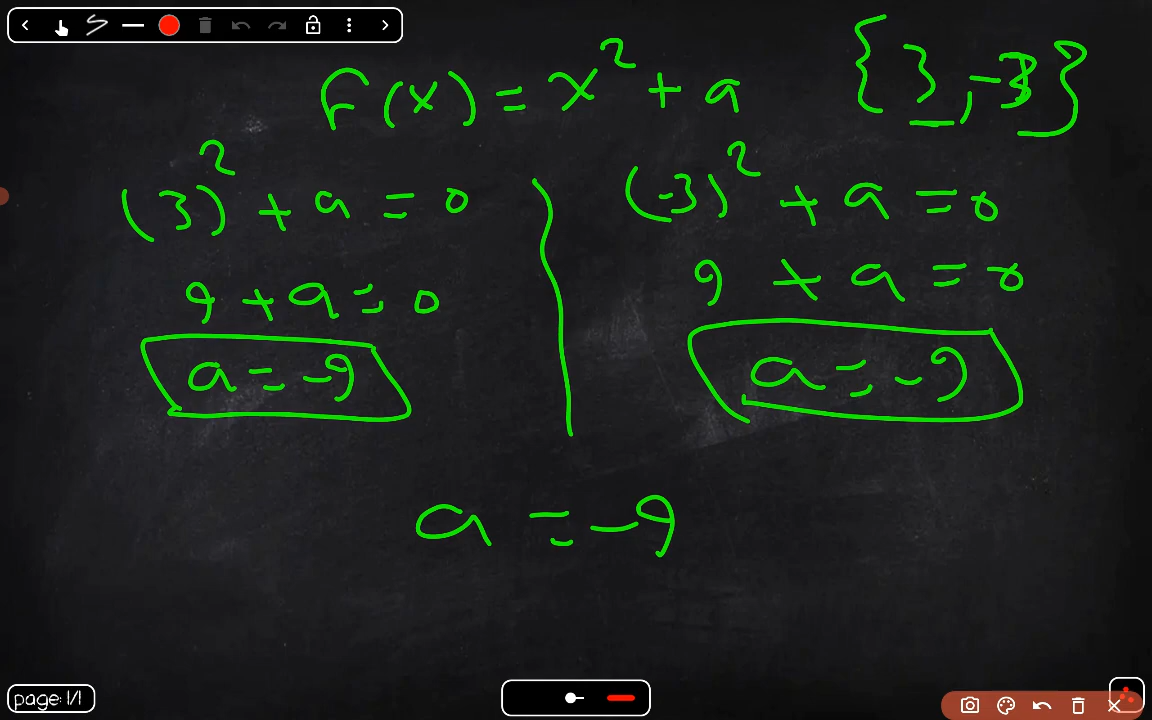 f(x) = x² + a {3, -3}
(3)² + a = 0
(-3)² + a = 0
9 + a = 0
9 + a = 0
a = -9
a = -9
a = -9
page: 1/1